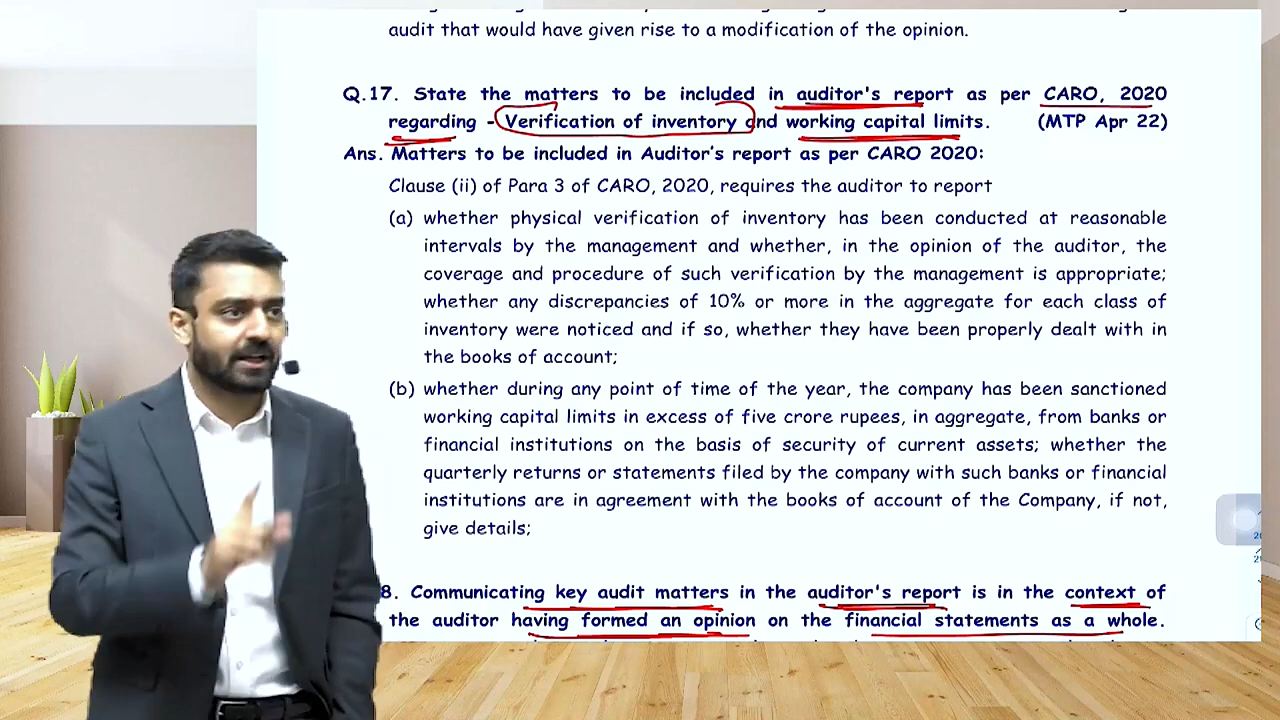 audit that would have given rise to a modification of the opinion.
Q.17. State the matters to be included in auditor's report as per CARO, 2020
regarding - Verification of inventory and working capital limits. (MTP Apr 22)
Ans. Matters to be included in Auditor's report as per CARO 2020:
Clause (ii) of Para 3 of CARO, 2020, requires the auditor to report
(a) whether physical verification of inventory has been conducted at reasonable
intervals by the management and whether, in the opinion of the auditor, the
coverage and procedure of such verification by the management is appropriate;
whether any discrepancies of 10% or more in the aggregate for each class of
inventory were noticed and if so, whether they have been properly dealt with in
the books of account;
(b) whether during any point of time of the year, the company has been sanctioned
working capital limits in excess of five crore rupees, in aggregate, from banks or
financial institutions on the basis of security of current assets; whether the
quarterly returns or statements filed by the company with such banks or financial
institutions are in agreement with the books of account of the Company, if not,
give details;
8. Communicating key audit matters in the auditor's report is in the context of
the auditor having formed an opinion on the financial statements as a whole.